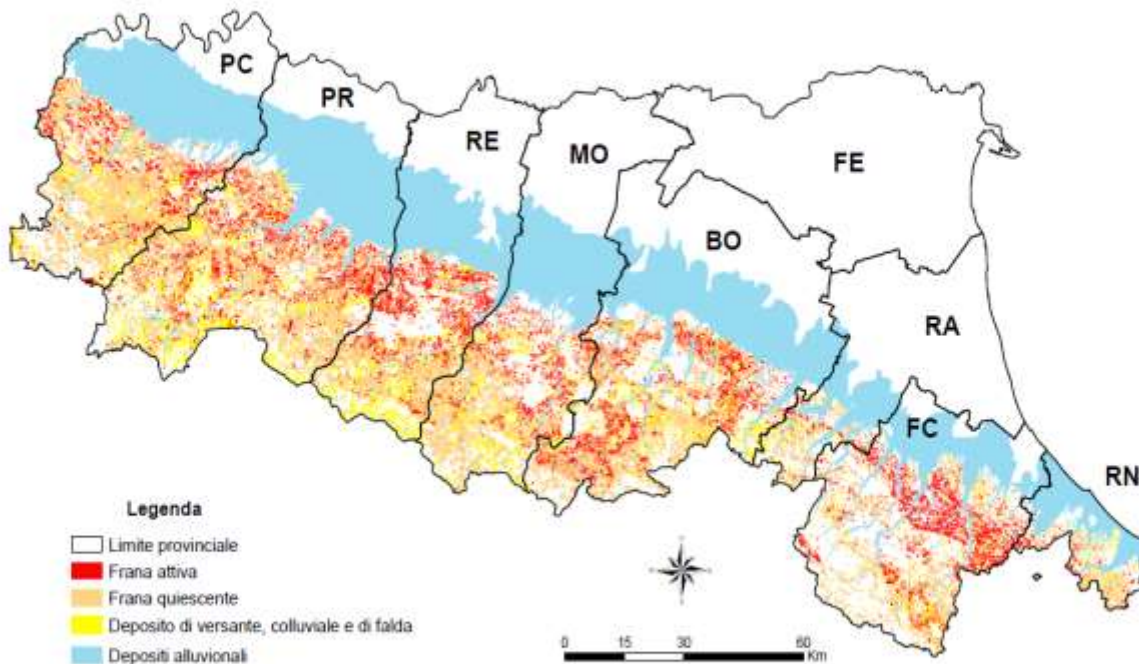 PC
PR
RE
MO
FE
BO
RA
FC
RN
Legenda
Limite provinciale
Frana attiva
Frana quiescente
Deposito di versante, colluviale e di falda
Depositi alluvionali
0 15 30 60
Km